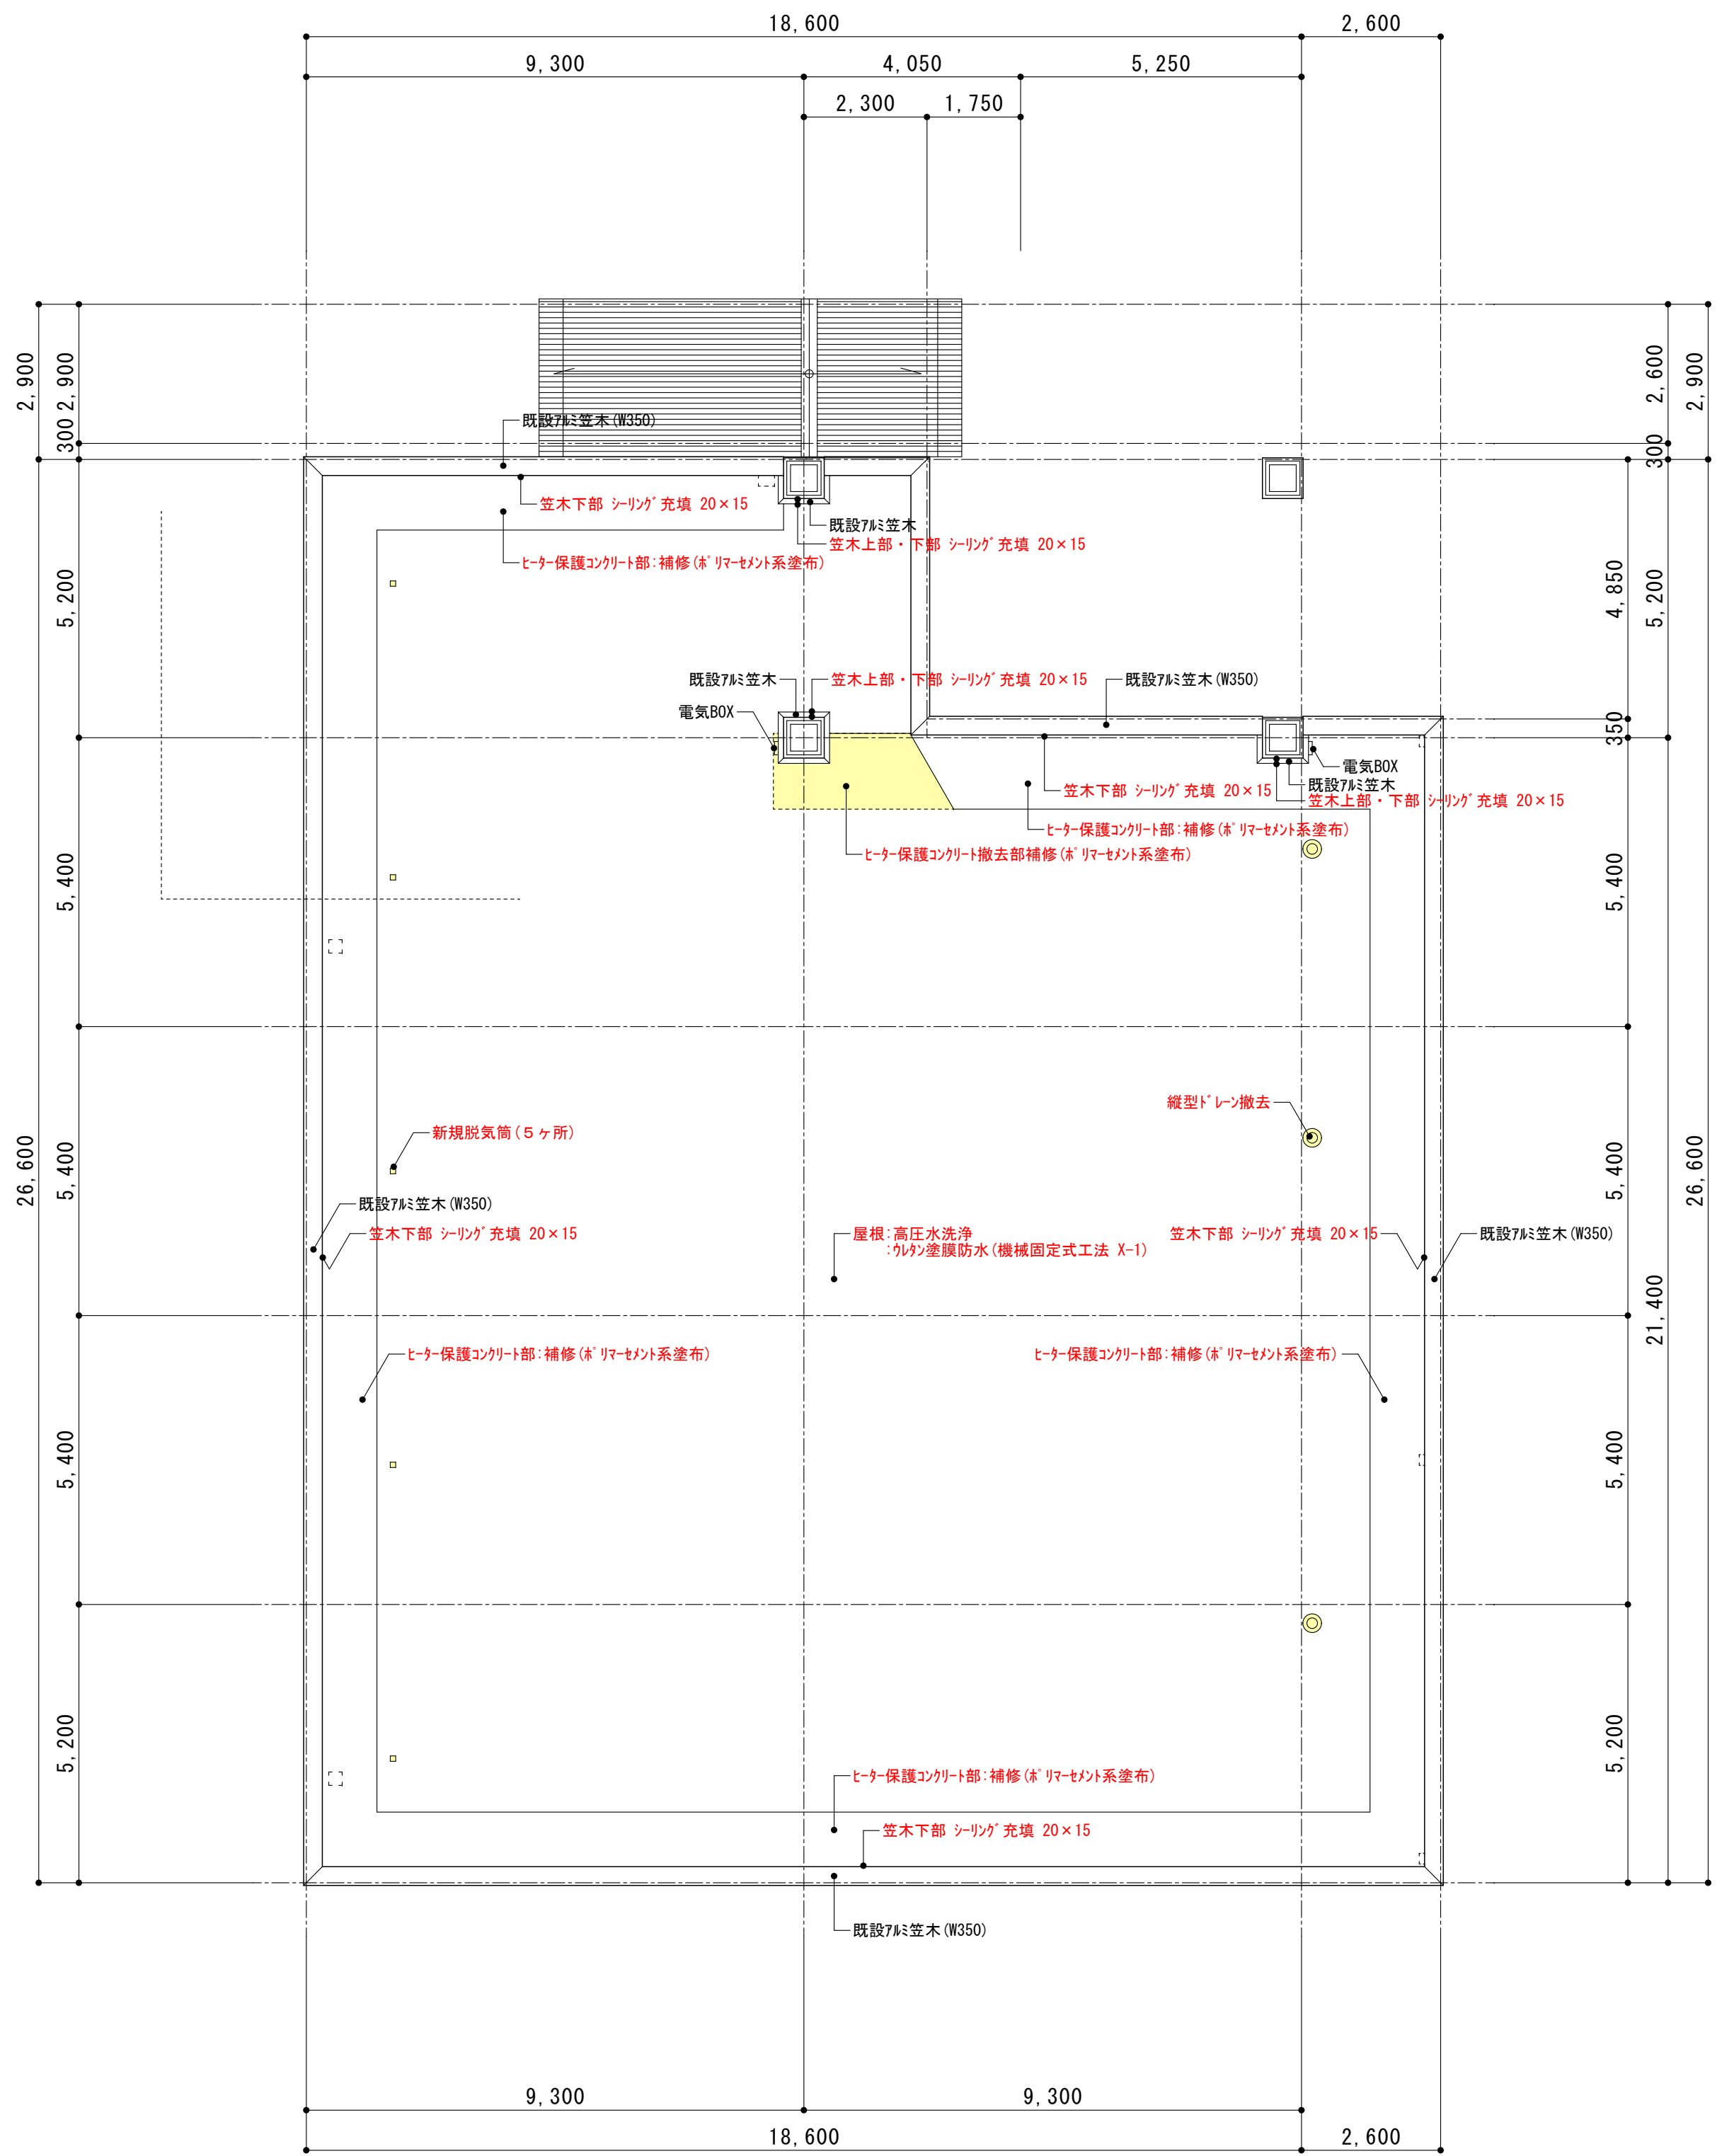 18,600
2,600
9,300
4,050
5,250
2,300
1,750
2,900
2,900
300
5,200
5,400
5,400
5,400
5,200
26,600
2,600
2,900
300
4,850
5,200
350
5,400
5,400
5,400
5,200
21,400
26,600
既設ｱﾙﾐ笠木(W350)
笠木下部 ｼｰﾘﾝｸﾞ充填 20×15
既設ｱﾙﾐ笠木
笠木上部・下部 ｼｰﾘﾝｸﾞ充填 20×15
ﾋｰﾀｰ保護ｺﾝｸﾘｰﾄ部:補修(ﾎﾟﾘﾏｰｾﾒﾝﾄ系塗布)
既設ｱﾙﾐ笠木
笠木上部・下部 ｼｰﾘﾝｸﾞ充填 20×15
既設ｱﾙﾐ笠木(W350)
電気BOX
電気BOX
既設ｱﾙﾐ笠木
笠木下部 ｼｰﾘﾝｸﾞ充填 20×15
笠木上部・下部 ｼｰﾘﾝｸﾞ充填 20×15
ﾋｰﾀｰ保護ｺﾝｸﾘｰﾄ部:補修(ﾎﾟﾘﾏｰｾﾒﾝﾄ系塗布)
ﾋｰﾀｰ保護ｺﾝｸﾘｰﾄ撤去部補修(ﾎﾟﾘﾏｰｾﾒﾝﾄ系塗布)
縦型ﾄﾞﾚｰﾝ撤去
新規脱気筒(５ヶ所)
既設ｱﾙﾐ笠木(W350)
笠木下部 ｼｰﾘﾝｸﾞ充填 20×15
屋根:高圧水洗浄
:ｳﾚﾀﾝ塗膜防水(機械固定式工法 X-1)
笠木下部 ｼｰﾘﾝｸﾞ充填 20×15
既設ｱﾙﾐ笠木(W350)
ﾋｰﾀｰ保護ｺﾝｸﾘｰﾄ部:補修(ﾎﾟﾘﾏｰｾﾒﾝﾄ系塗布)
ﾋｰﾀｰ保護ｺﾝｸﾘｰﾄ部:補修(ﾎﾟﾘﾏｰｾﾒﾝﾄ系塗布)
ﾋｰﾀｰ保護ｺﾝｸﾘｰﾄ部:補修(ﾎﾟﾘﾏｰｾﾒﾝﾄ系塗布)
笠木下部 ｼｰﾘﾝｸﾞ充填 20×15
既設ｱﾙﾐ笠木(W350)
9,300
9,300
18,600
2,600